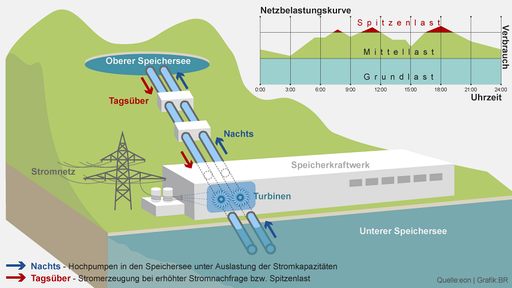 Netzbelastungskurve
Spitzenlast
Mittellast
Grundlast
Verbrauch
0:00 3:00 6:00 9:00 12:00 15:00 18:00 21:00 24:00
Uhrzeit
Oberer Speichersee
Tagsüber
Nachts
Stromnetz
Speicherkraftwerk
Turbinen
Unterer Speichersee
Nachts - Hochpumpen in den Speichersee unter Auslastung der Stromkapazitäten
Tagsüber - Stromerzeugung bei erhöhter Stromnachfrage bzw. Spitzenlast
Quelle:eon | Grafik:BR